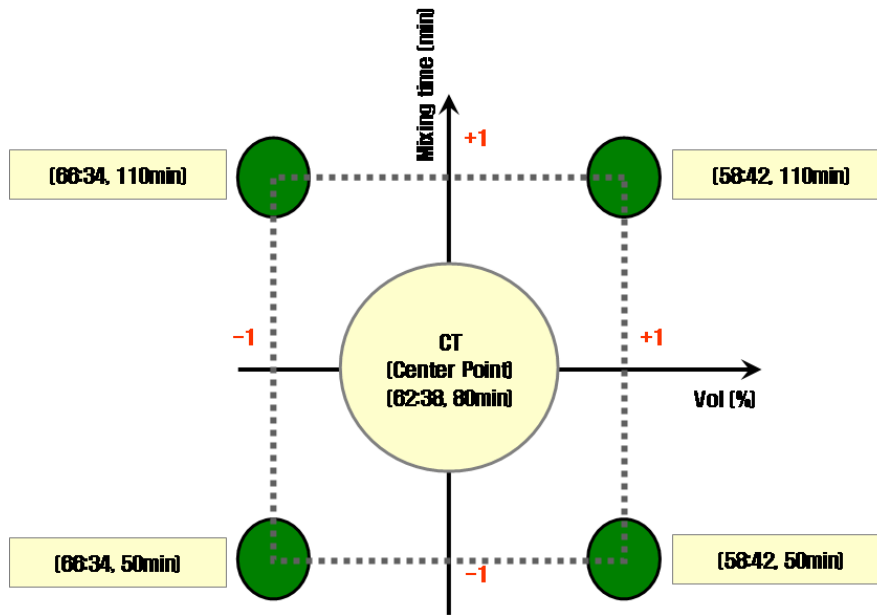 Mixing time (min)
+1
(66:34, 110min)
(58:42, 110min)
-1
CT
(Center Point)
(62:38, 80min)
+1
Vol (%)
(66:34, 50min)
-1
(58:42, 50min)